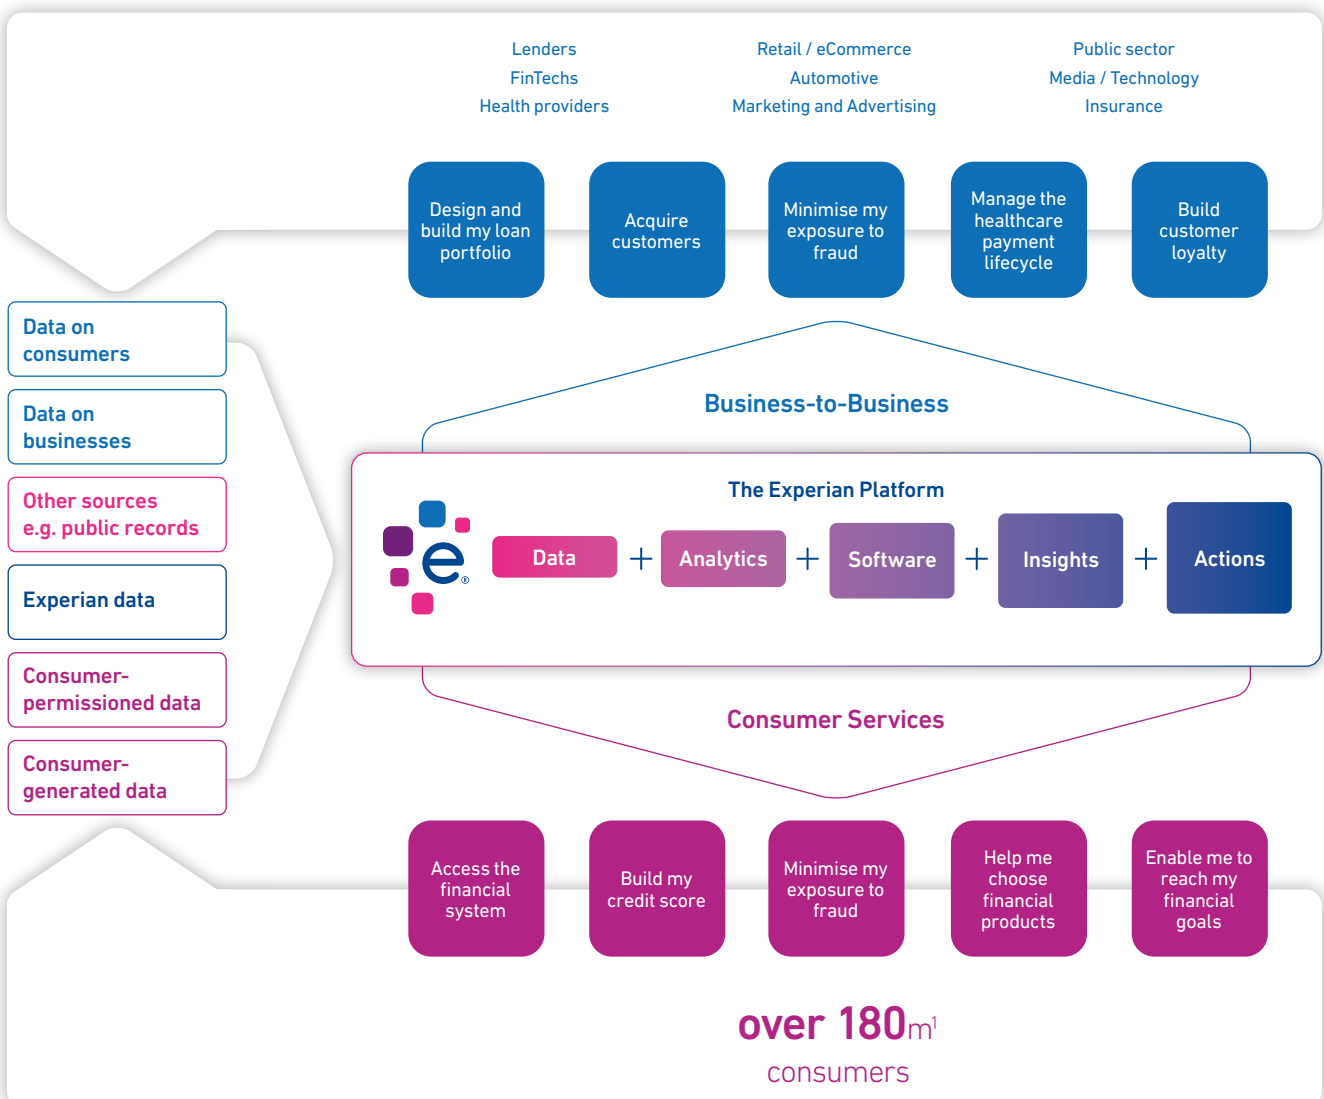 Lenders
FinTechs
Health providers
Retail / eCommerce
Automotive
Marketing and Advertising
Public sector
Media / Technology
Insurance
Design and
build my loan
portfolio
Acquire
customers
Minimise my
exposure to
fraud
Manage the
healthcare
payment
lifecycle
Build
customer
loyalty
Data on
consumers
Data on
businesses
Other sources
e.g. public records
Experian data
Consumer-
permissioned data
Consumer-
generated data
Business-to-Business
The Experian Platform
e®
Data + Analytics + Software + Insights + Actions
Consumer Services
Access the
financial
system
Build my
credit score
Minimise my
exposure to
fraud
Help me
choose
financial
products
Enable me to
reach my
financial
goals
over 180m¹
consumers